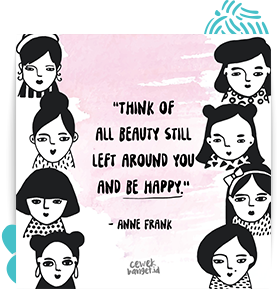 "THINK OF
ALL BEAUTY STILL
LEFT AROUND YOU
AND BE HAPPY."
- ANNE FRANK
cewek
banget.id